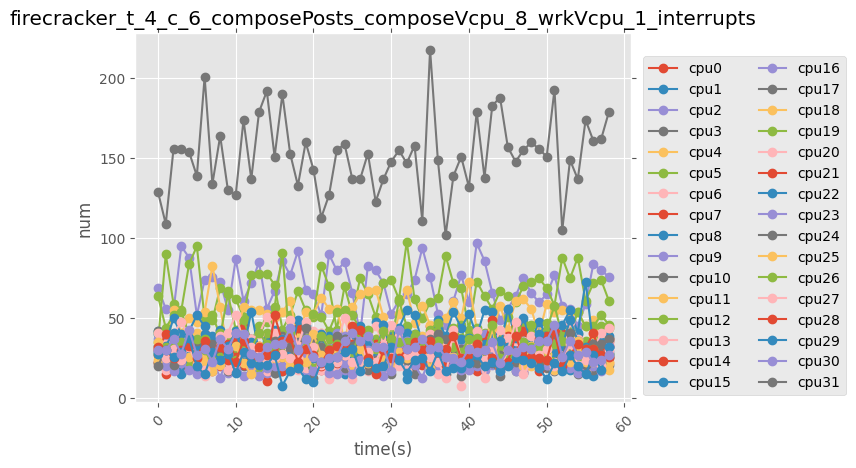 firecracker_t_4_c_6_composePosts_composeVcpu_8_wrkVcpu_1_interrupts
200
150
100
50
0
num
0 10 20 30 40 50 60
time(s)
cpu0 cpu16
cpu1 cpu17
cpu2 cpu18
cpu3 cpu19
cpu4 cpu20
cpu5 cpu21
cpu6 cpu22
cpu7 cpu23
cpu8 cpu24
cpu9 cpu25
cpu10 cpu26
cpu11 cpu27
cpu12 cpu28
cpu13 cpu29
cpu14 cpu30
cpu15 cpu31